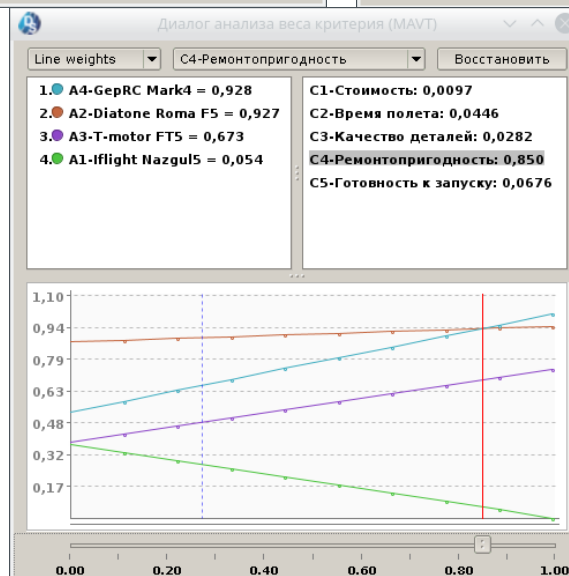 Диалог анализа веса критерия (MAVT)
Line weights
C4-Ремонтопригодность
Восстановить
1. A4-GepRC Mark4 = 0,928
2. A2-Diatone Roma F5 = 0,927
3. A3-T-motor FT5 = 0,673
4. A1-Iflight Nazgul5 = 0,054
C1-Стоимость: 0,0097
C2-Время полета: 0,0446
C3-Качество деталей: 0,0282
C4-Ремонтопригодность: 0,850
C5-Готовность к запуску: 0,0676
1,10
0,94
0,79
0,63
0,48
0,32
0,17
0.00 0.20 0.40 0.60 0.80 1.00